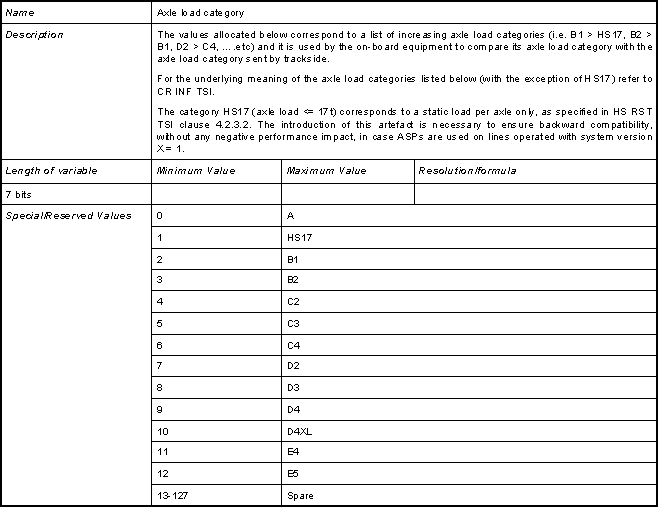 Name Axle load category
Description The values allocated below correspond to a list of increasing axle load categories (i.e. B1 > HS17, B2 >
B1, D2 > C4, ….etc) and it is used by the on-board equipment to compare its axle load category with the
axle load category sent by trackside.
For the underlying meaning of the axle load categories listed below (with the exception of HS17) refer to
CR INF TSI.
The category HS17 (axle load <= 17t) corresponds to a static load per axle only, as specified in HS RST
TSI clause 4.2.3.2. The introduction of this artefact is necessary to ensure backward compatibility,
without any negative performance impact, in case ASPs are used on lines operated with system version
X = 1.
Length of variable Minimum Value Maximum Value Resolution/formula
7 bits
Special/Reserved Values 0 A
1 HS17
2 B1
3 B2
4 C2
5 C3
6 C4
7 D2
8 D3
9 D4
10 D4XL
11 E4
12 E5
13-127 Spare